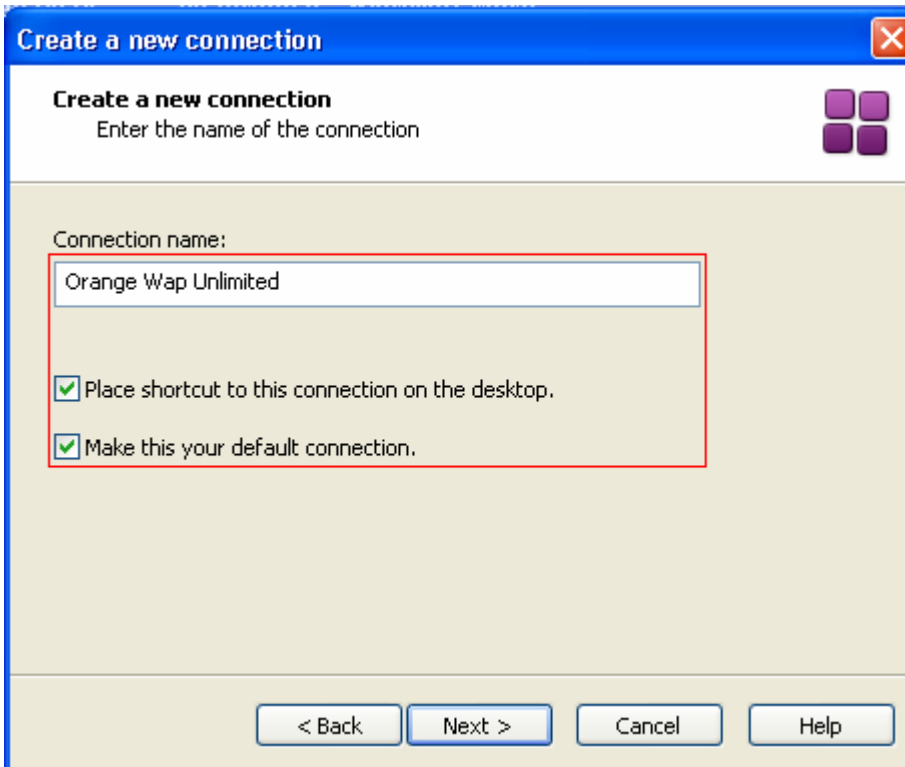 Create a new connection
Create a new connection
Enter the name of the connection
Connection name:
Orange Wap Unlimited
Place shortcut to this connection on the desktop.
Make this your default connection.
< Back Next > Cancel Help